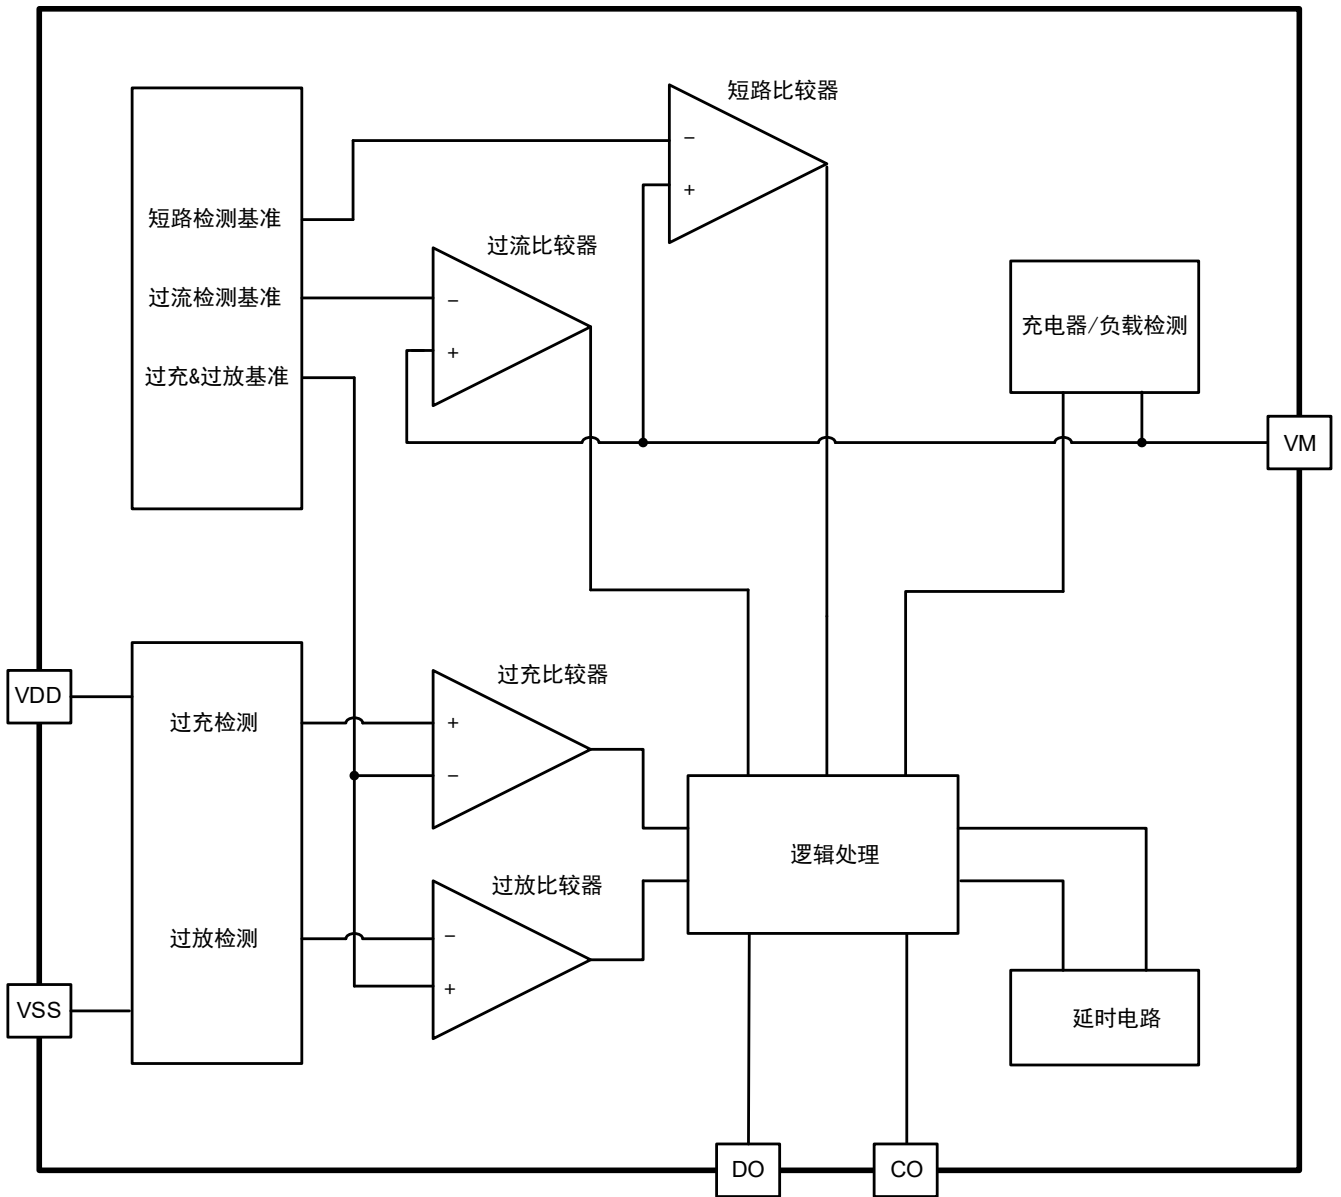 短路比较器
－
＋
短路检测基准
过流比较器
过流检测基准
－
＋
充电器/负载检测
过充&过放基准
VM
VDD
过充比较器
过充检测
＋
－
逻辑处理
过放比较器
过放检测
－
＋
VSS
延时电路
DO
CO